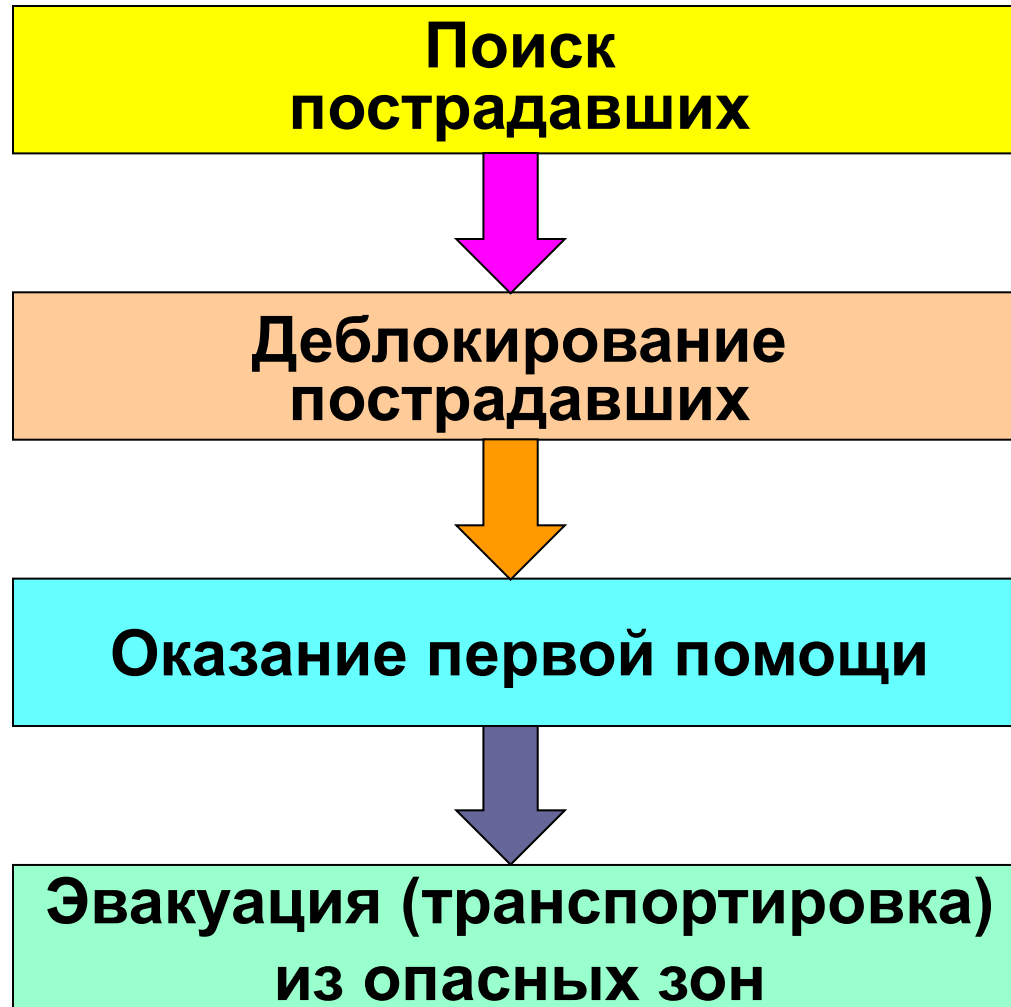 Поиск
пострадавших
Деблокирование
пострадавших
Оказание первой помощи
Эвакуация (транспортировка)
из опасных зон